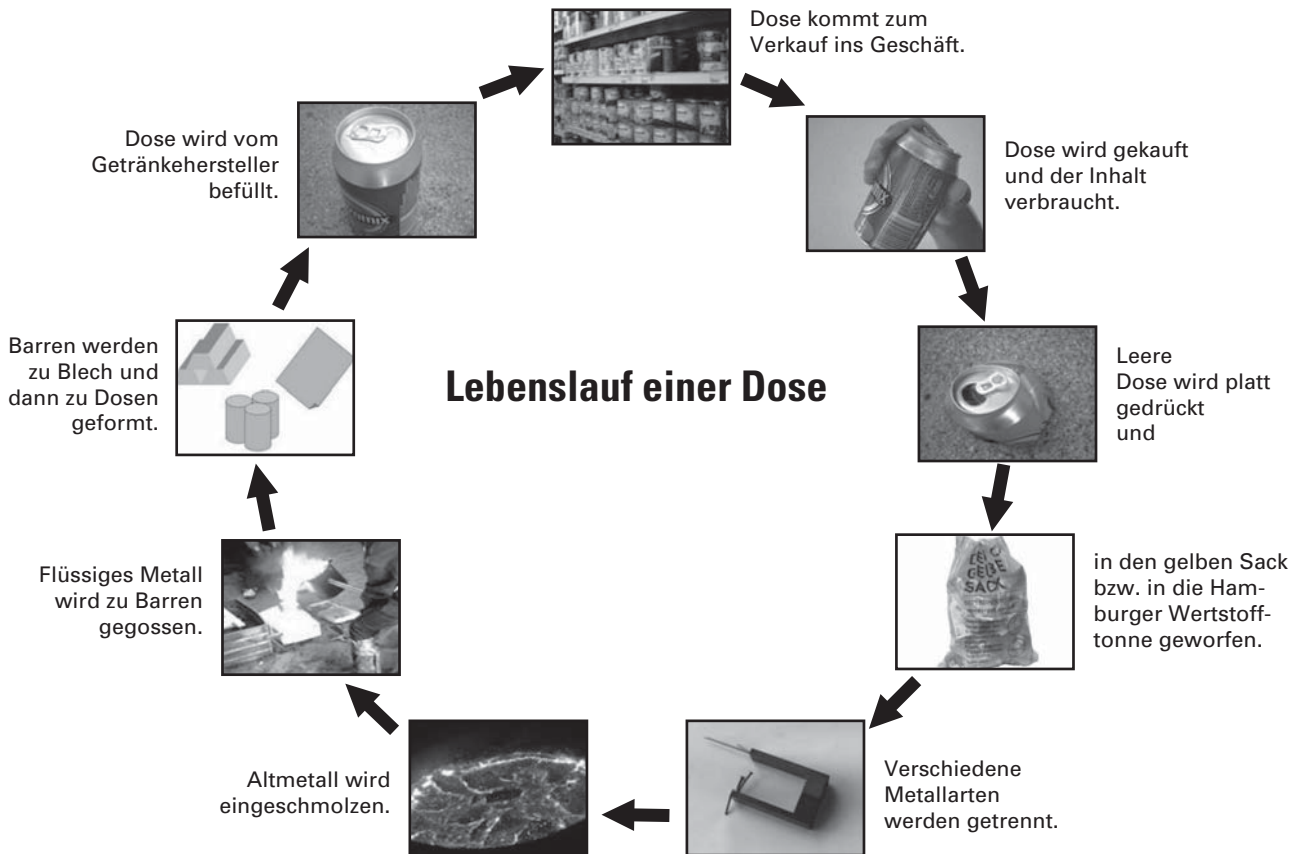 Dose kommt zum
Verkauf ins Geschäft.
Dose wird gekauft
und der Inhalt
verbraucht.
Leere
Dose wird platt
gedrückt
und
in den gelben Sack
bzw. in die Ham-
burger Wertstoff-
tonne geworfen.
Verschiedene
Metallarten
werden getrennt.
Altmetall wird
eingeschmolzen.
Flüssiges Metall
wird zu Barren
gegossen.
Barren werden
zu Blech und
dann zu Dosen
geformt.
Dose wird vom
Getränkehersteller
befüllt.
Lebenslauf einer Dose
SACK